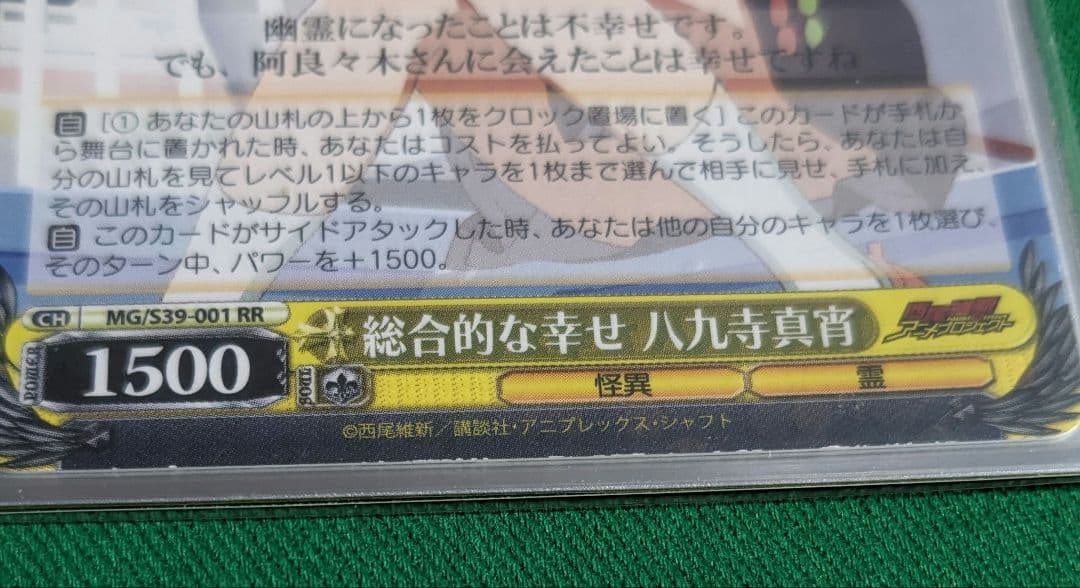 幽霊になったことは不幸せです。
でも、阿良々木さんに会えたことは幸せですね
自 [① あなたの山札の上から1枚をクロック置場に置く] このカードが手札か
ら舞台に置かれた時、あなたはコストを払ってよい。そうしたら、あなたは自
分の山札を見てレベル1以下のキャラを1枚まで選んで相手に見せ、手札に加え、
その山札をシャッフルする。
自 このカードがサイドアタックした時、あなたは他の自分のキャラを1枚選び、
そのターン中、パワーを+1500。
CH MG/S39-001 RR
総合的な幸せ 八九寺真宵
アニメプロジェクト
POWER 1500 SOUL
怪異 霊
©西尾維新/講談社・アニプレックス・シャフト